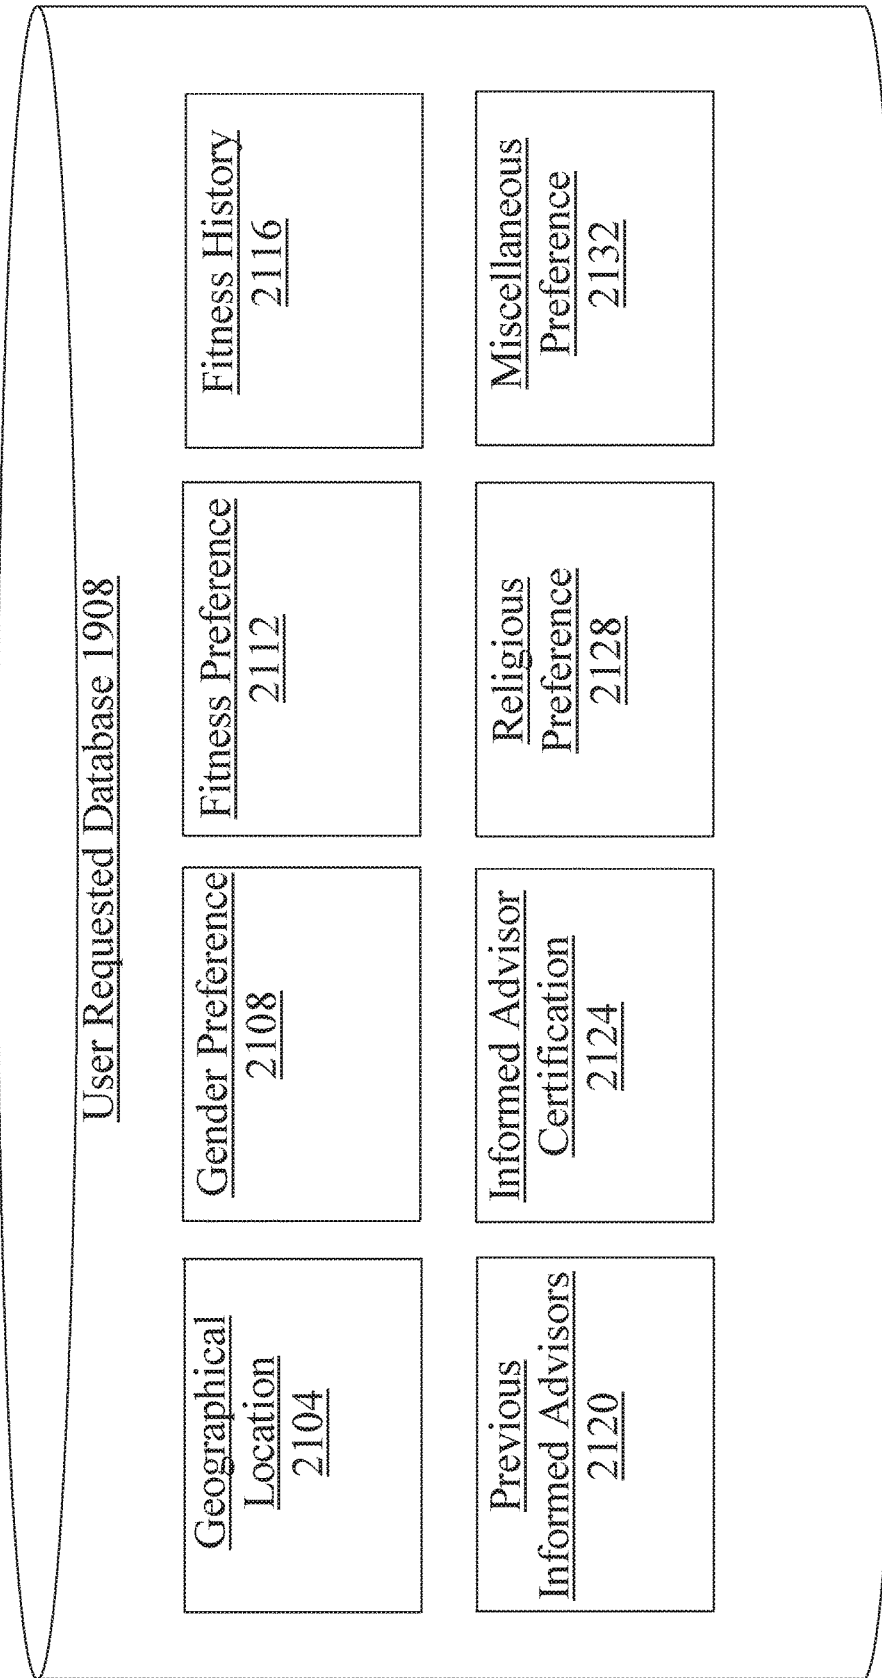 User Requested Database 1908
Geographical
Location
2104
Gender Preference
2108
Fitness Preference
2112
Fitness History
2116
Previous
Informed Advisors
2120
Informed Advisor
Certification
2124
Religious
Preference
2128
Miscellaneous
Preference
2132